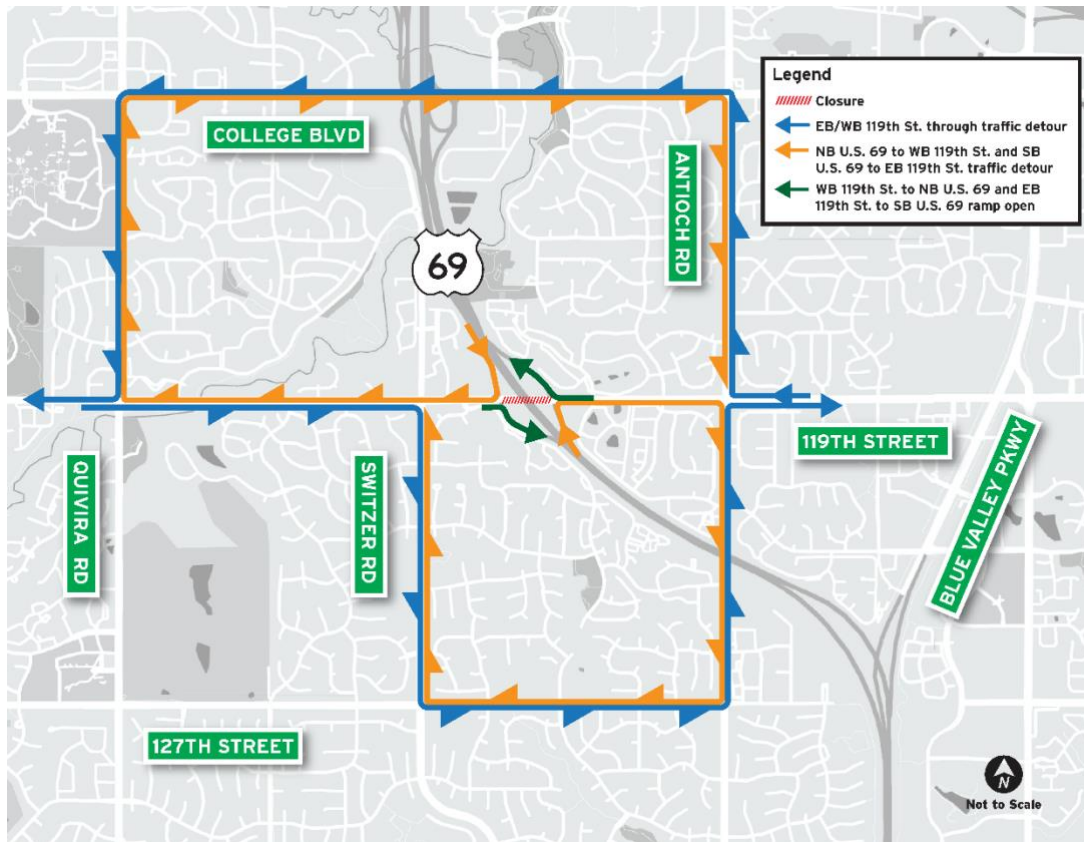 Legend
Closure
EB/WB 119th St. through traffic detour
NB U.S. 69 to WB 119th St. and SB
U.S. 69 to EB 119th St. traffic detour
WB 119th St. to NB U.S. 69 and EB
119th St. to SB U.S. 69 ramp open
COLLEGE BLVD
ANTIOCH RD
69
119TH STREET
QUIVIRA RD
SWITZER RD
BLUE VALLEY PKWY
127TH STREET
N
Not to Scale